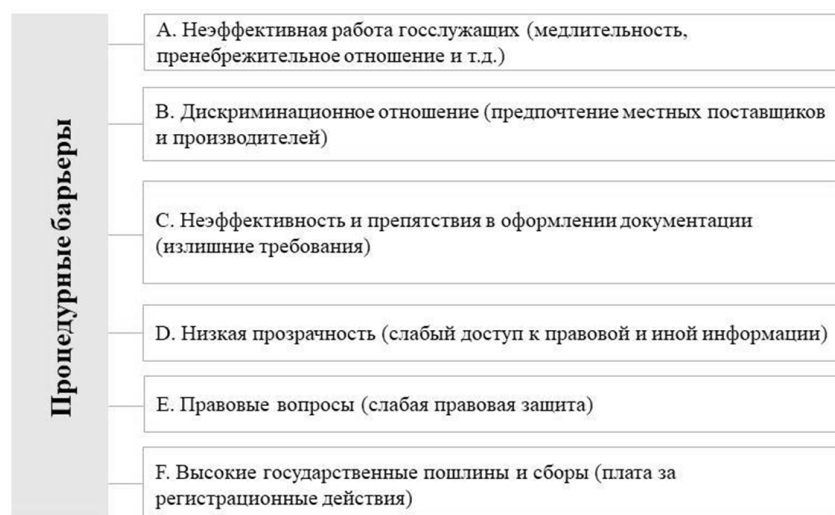 Процедурные барьеры
A. Неэффективная работа госслужащих (медлительность,
пренебрежительное отношение и т.д.)
B. Дискриминационное отношение (предпочтение местных поставщиков
и производителей)
C. Неэффективность и препятствия в оформлении документации
(излишние требования)
D. Низкая прозрачность (слабый доступ к правовой и иной информации)
E. Правовые вопросы (слабая правовая защита)
F. Высокие государственные пошлины и сборы (плата за
регистрационные действия)